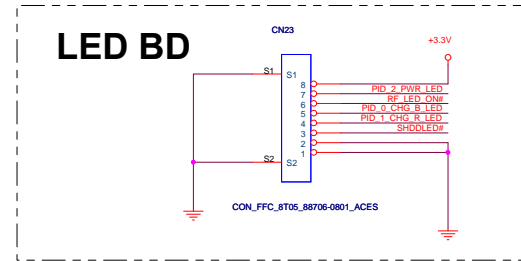 CN23
LED BD
+3.3V
S1
S1
8
PID_2_PWR_LED
7
RF_LED_ON#
6
PID_0_CHG_B_LED
5
PID_1_CHG_R_LED
4
SHDDLED#
3
2
1
S2
S2
CON_FFC_8T05_88706-0801_ACES